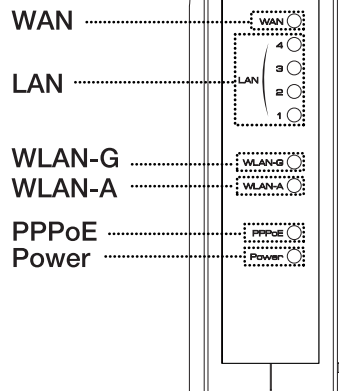 WAN WAN
4
3
LAN LAN
2
1
WLAN-G WLAN-G
WLAN-A WLAN-A
PPPoE PPPoE
Power Power